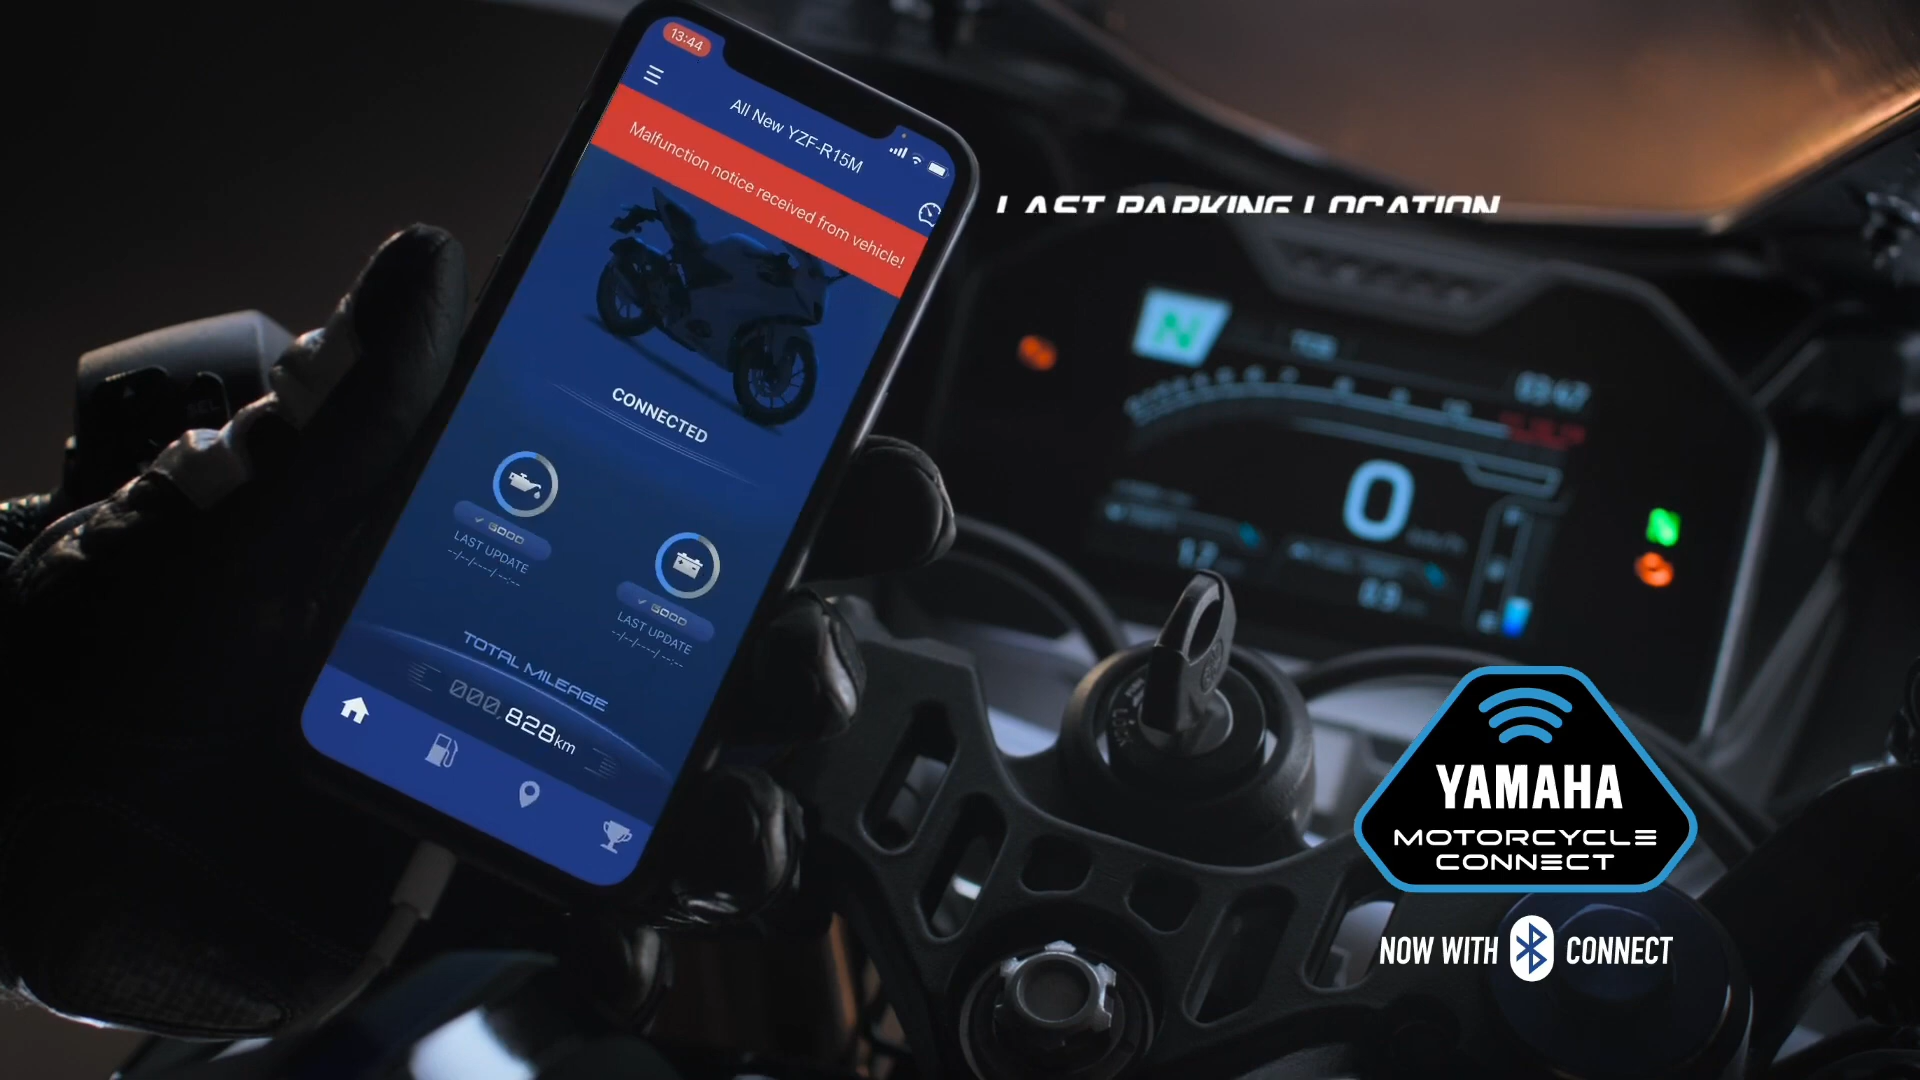 13:44
All New YZF-R15M
Malfunction notice received from vehicle!
CONNECTED
GOOD
LAST UPDATE
--/--/---- --:--
GOOD
LAST UPDATE
--/--/---- --:--
TOTAL MILEAGE
000,828km
LAST PARKING LOCATION
N
0
N
YAMAHA
MOTORCYCLE
CONNECT
NOW WITH CONNECT